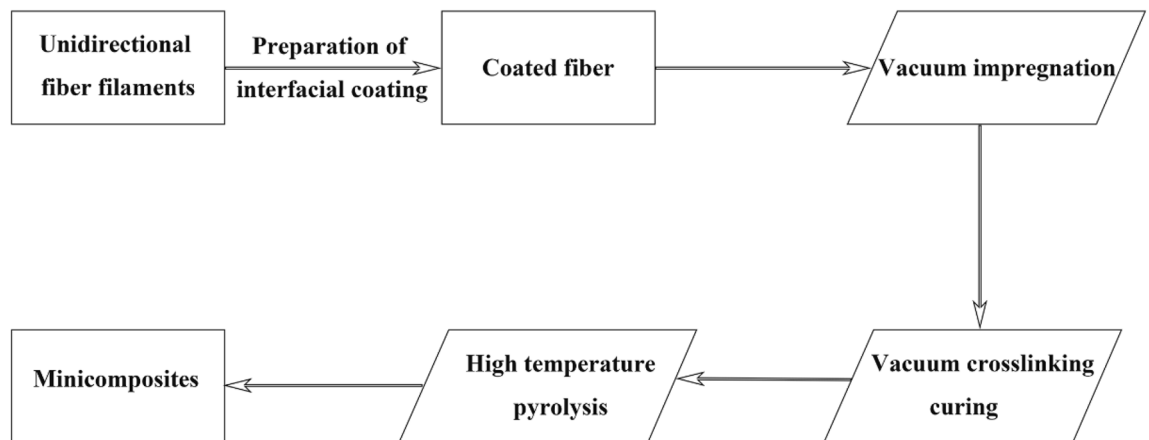 Unidirectional
fiber filaments
Preparation of
interfacial coating
Coated fiber
Vacuum impregnation
Vacuum crosslinking
curing
High temperature
pyrolysis
Minicomposites